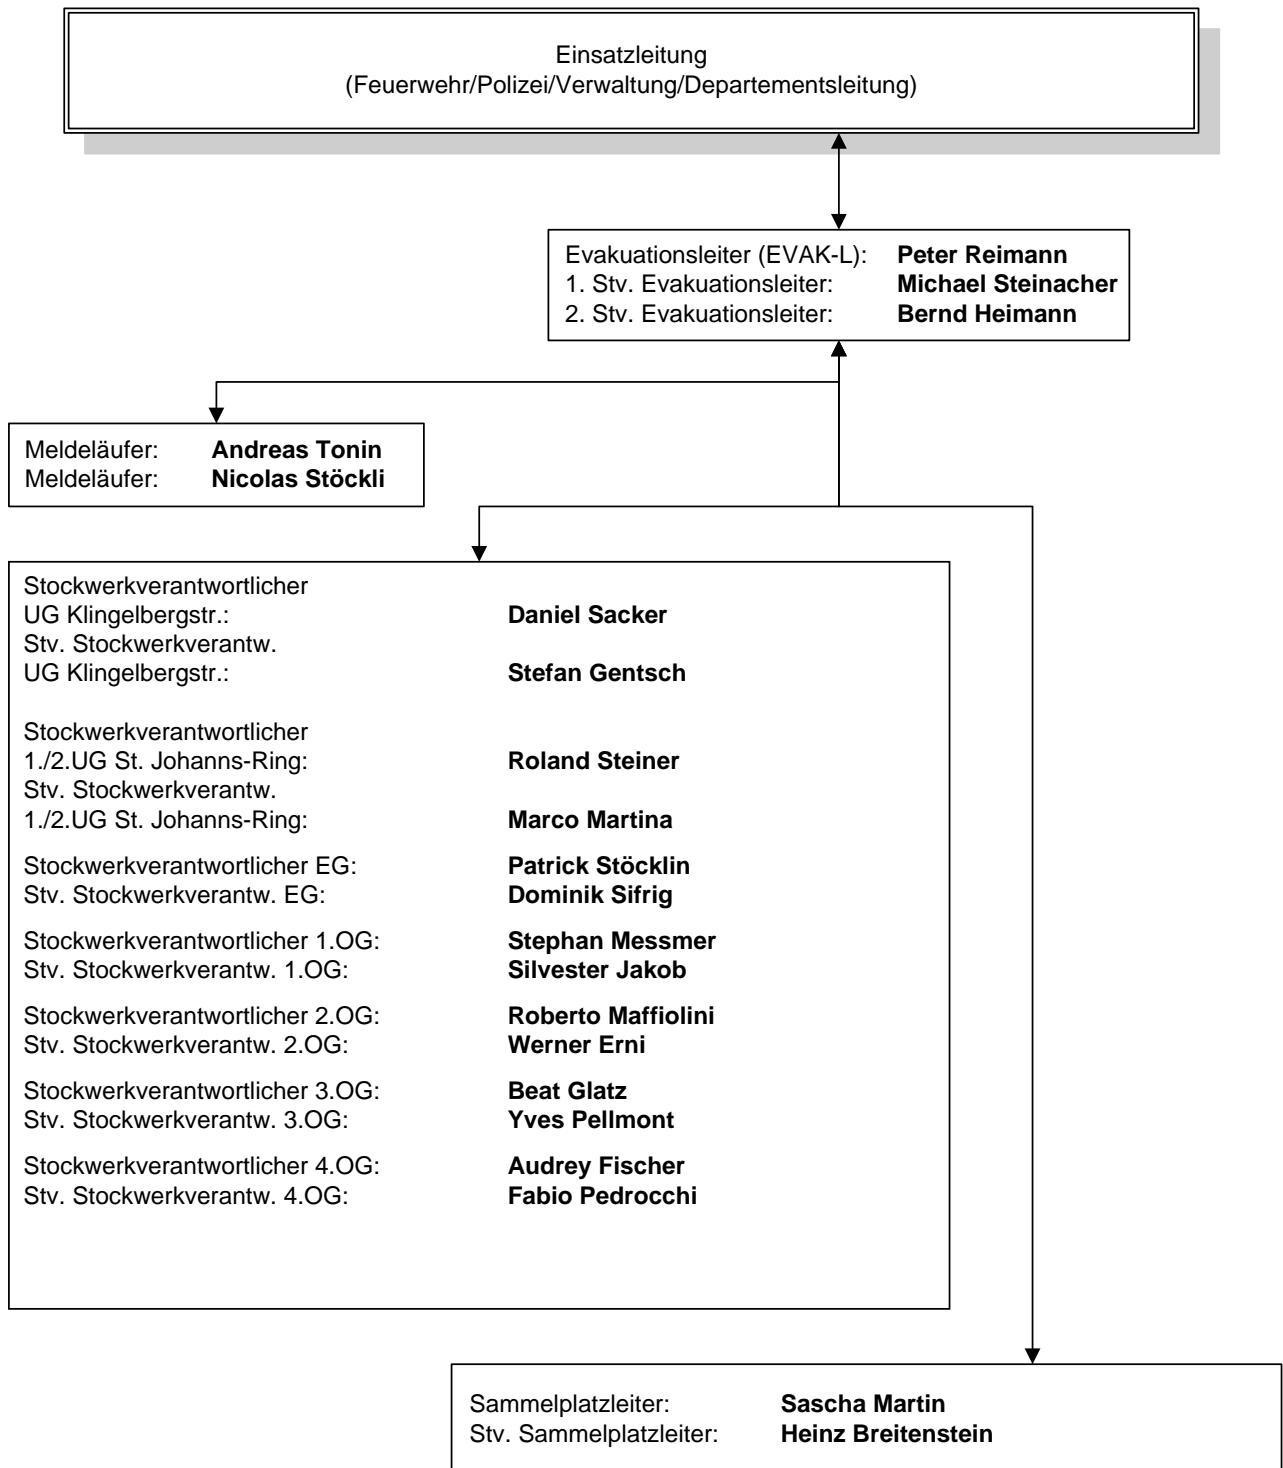 Einsatzleitung
(Feuerwehr/Polizei/Verwaltung/Departementsleitung)
Evakuationsleiter (EVAK-L): Peter Reimann
1. Stv. Evakuationsleiter: Michael Steinacher
2. Stv. Evakuationsleiter: Bernd Heimann
Meldeläufer: Andreas Tonin
Meldeläufer: Nicolas Stöckli
Stockwerkverantwortlicher
UG Klingelbergstr.: Daniel Sacker
Stv. Stockwerkverantw.
UG Klingelbergstr.: Stefan Gentsch
Stockwerkverantwortlicher
1./2.UG St. Johanns-Ring: Roland Steiner
Stv. Stockwerkverantw.
1./2.UG St. Johanns-Ring: Marco Martina
Stockwerkverantwortlicher EG: Patrick Stöcklin
Stv. Stockwerkverantw. EG: Dominik Sifrig
Stockwerkverantwortlicher 1.OG: Stephan Messmer
Stv. Stockwerkverantw. 1.OG: Silvester Jakob
Stockwerkverantwortlicher 2.OG: Roberto Maffiolini
Stv. Stockwerkverantw. 2.OG: Werner Erni
Stockwerkverantwortlicher 3.OG: Beat Glatz
Stv. Stockwerkverantw. 3.OG: Yves Pellmont
Stockwerkverantwortlicher 4.OG: Audrey Fischer
Stv. Stockwerkverantw. 4.OG: Fabio Pedrocchi
Sammelplatzleiter: Sascha Martin
Stv. Sammelplatzleiter: Heinz Breitenstein